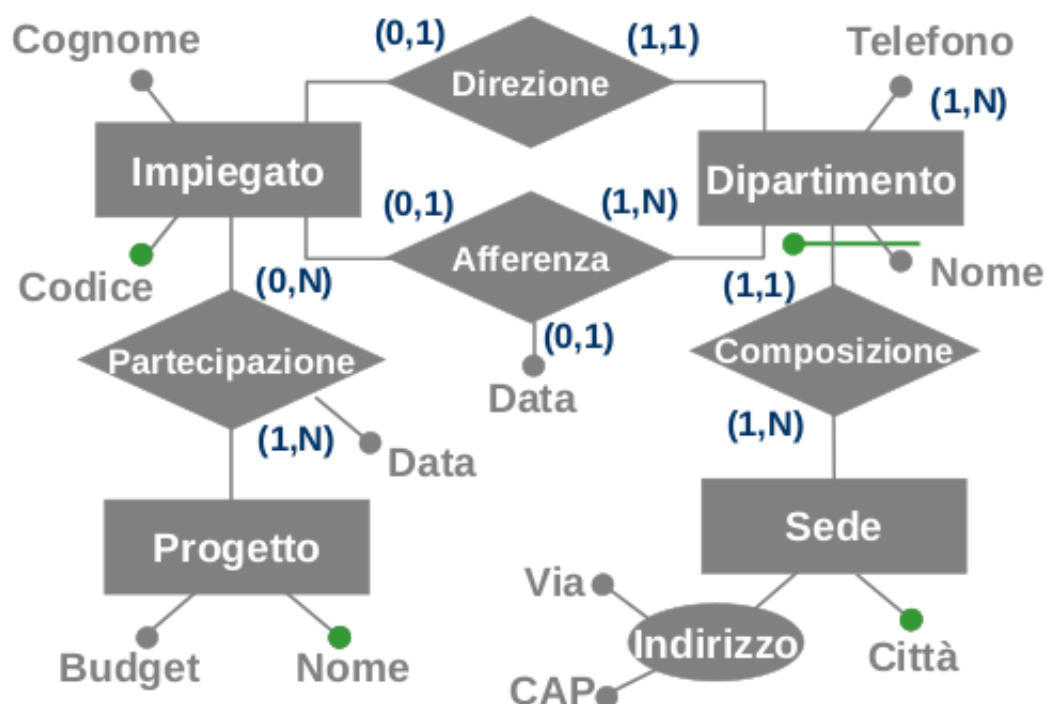 Cognome
(0,1)
Direzione
(1,1)
Telefono
(1,N)
Impiegato
Dipartimento
(0,1)
Afferenza
(1,N)
Codice
(0,N)
(0,1)
Data
(1,1)
Nome
Partecipazione
Composizione
(1,N)
Data
(1,N)
Progetto
Sede
Budget
Nome
Via
Indirizzo
CAP
Città